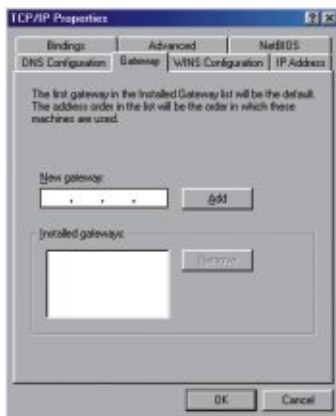 TCP/IP Properties
Bindings
Advanced
NetBIOS
DNS Configuration
Gateway
WINS Configuration
IP Address
The first gateway in the Installed Gateway list will be the default.
The address order in the list will be the order in which these
machines are used.
New gateway:
. . .
Add
Installed gateways:
Remove
OK
Cancel